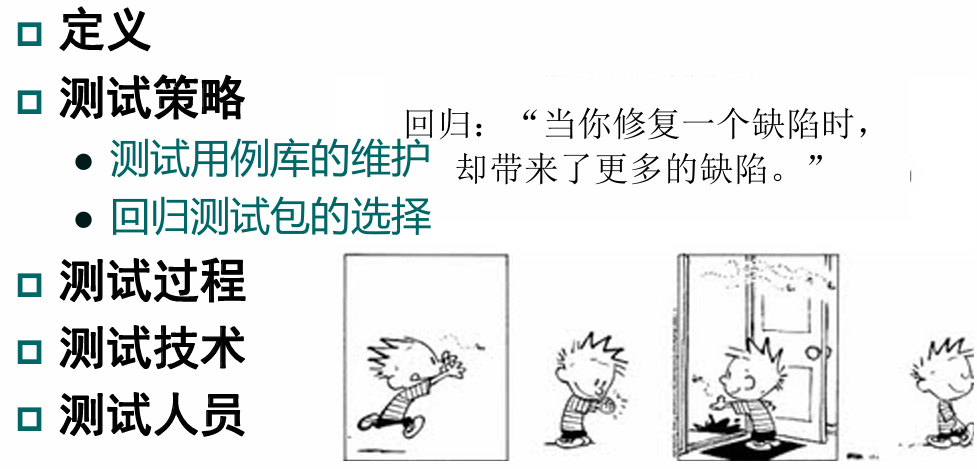 定义
测试策略
回归：“当你修复一个缺陷时，
却带来了更多的缺陷。”
测试用例库的维护
回归测试包的选择
测试过程
测试技术
测试人员